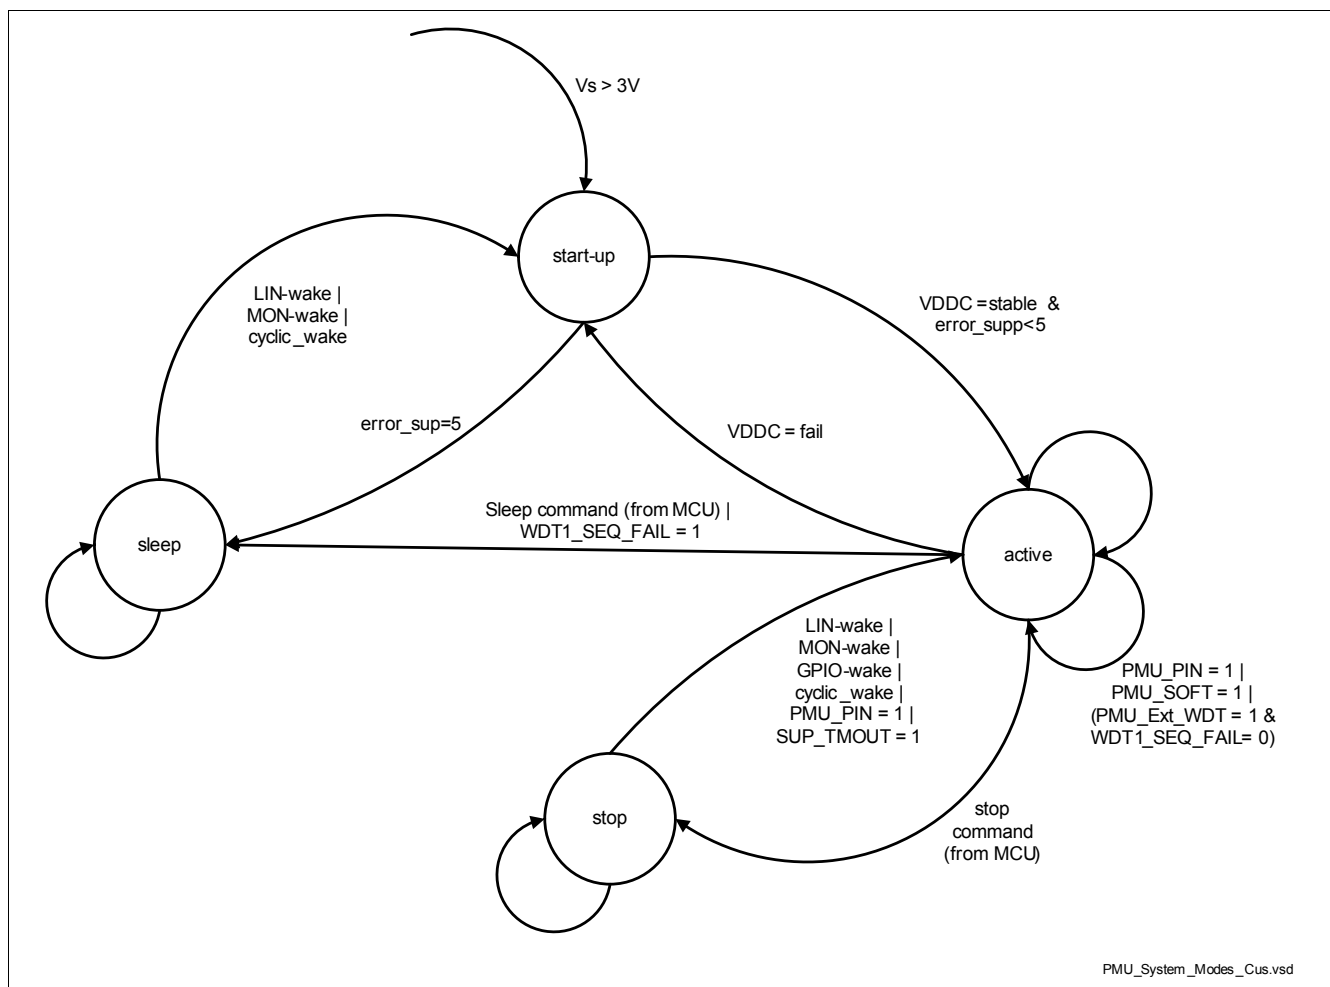 Vs > 3V
start-up
LIN-wake |
MON-wake |
cyclic_wake
VDDC =stable &
error_supp<5
error_sup=5
VDDC = fail
Sleep command (from MCU) |
WDT1_SEQ_FAIL = 1
sleep
active
LIN-wake |
MON-wake |
GPIO-wake |
cyclic_wake |
PMU_PIN = 1 |
SUP_TMOUT = 1
PMU_PIN = 1 |
PMU_SOFT = 1 |
(PMU_Ext_WDT = 1 &
WDT1_SEQ_FAIL= 0)
stop
stop
command
(from MCU)
PMU_System_Modes_Cus.vsd